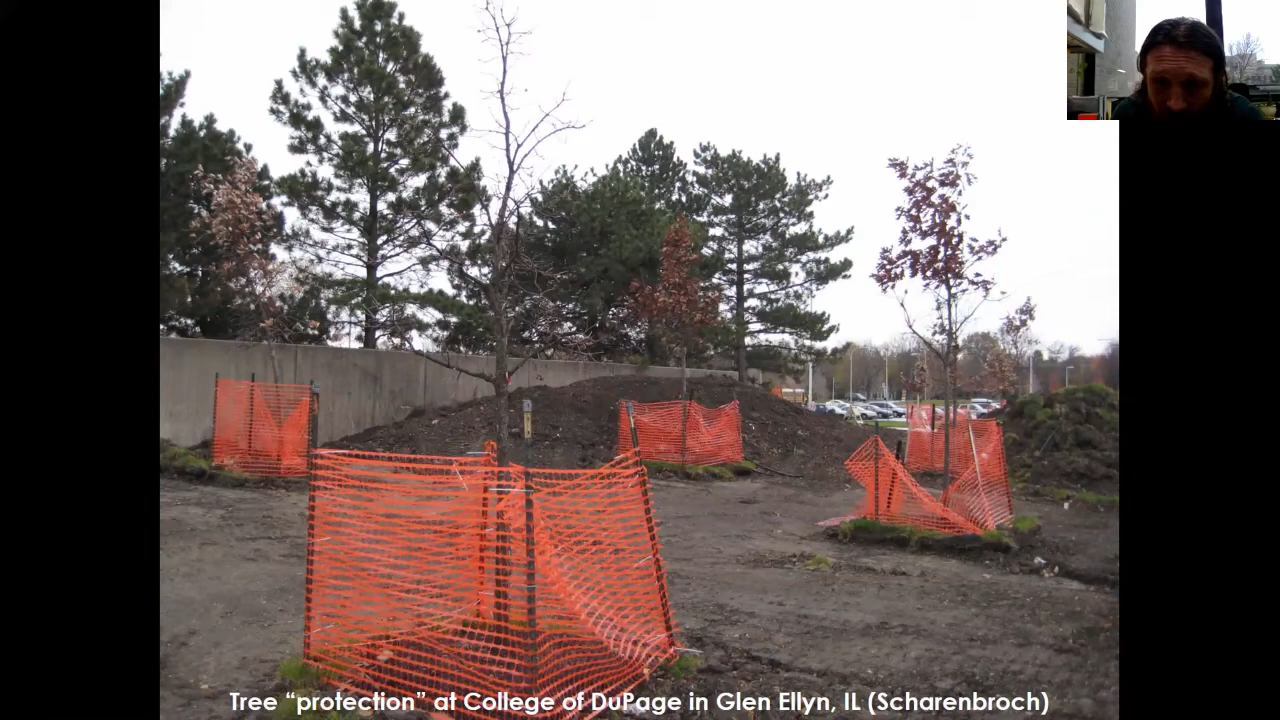 Tree “protection” at College of DuPage in Glen Ellyn, IL (Scharenbroch)